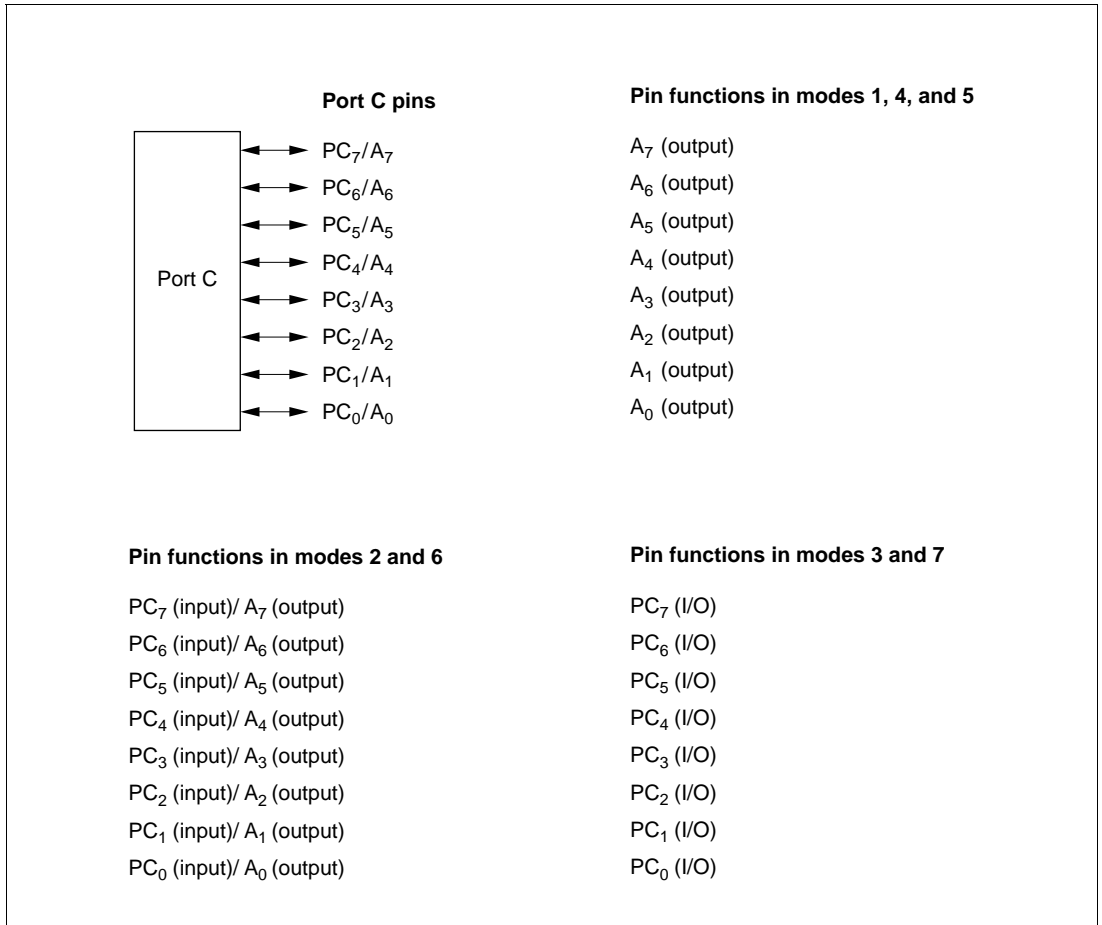 Port C pins
Port C
PC7/A7
PC6/A6
PC5/A5
PC4/A4
PC3/A3
PC2/A2
PC1/A1
PC0/A0
Pin functions in modes 1, 4, and 5
A7 (output)
A6 (output)
A5 (output)
A4 (output)
A3 (output)
A2 (output)
A1 (output)
A0 (output)
Pin functions in modes 2 and 6
PC7 (input)/ A7 (output)
PC6 (input)/ A6 (output)
PC5 (input)/ A5 (output)
PC4 (input)/ A4 (output)
PC3 (input)/ A3 (output)
PC2 (input)/ A2 (output)
PC1 (input)/ A1 (output)
PC0 (input)/ A0 (output)
Pin functions in modes 3 and 7
PC7 (I/O)
PC6 (I/O)
PC5 (I/O)
PC4 (I/O)
PC3 (I/O)
PC2 (I/O)
PC1 (I/O)
PC0 (I/O)